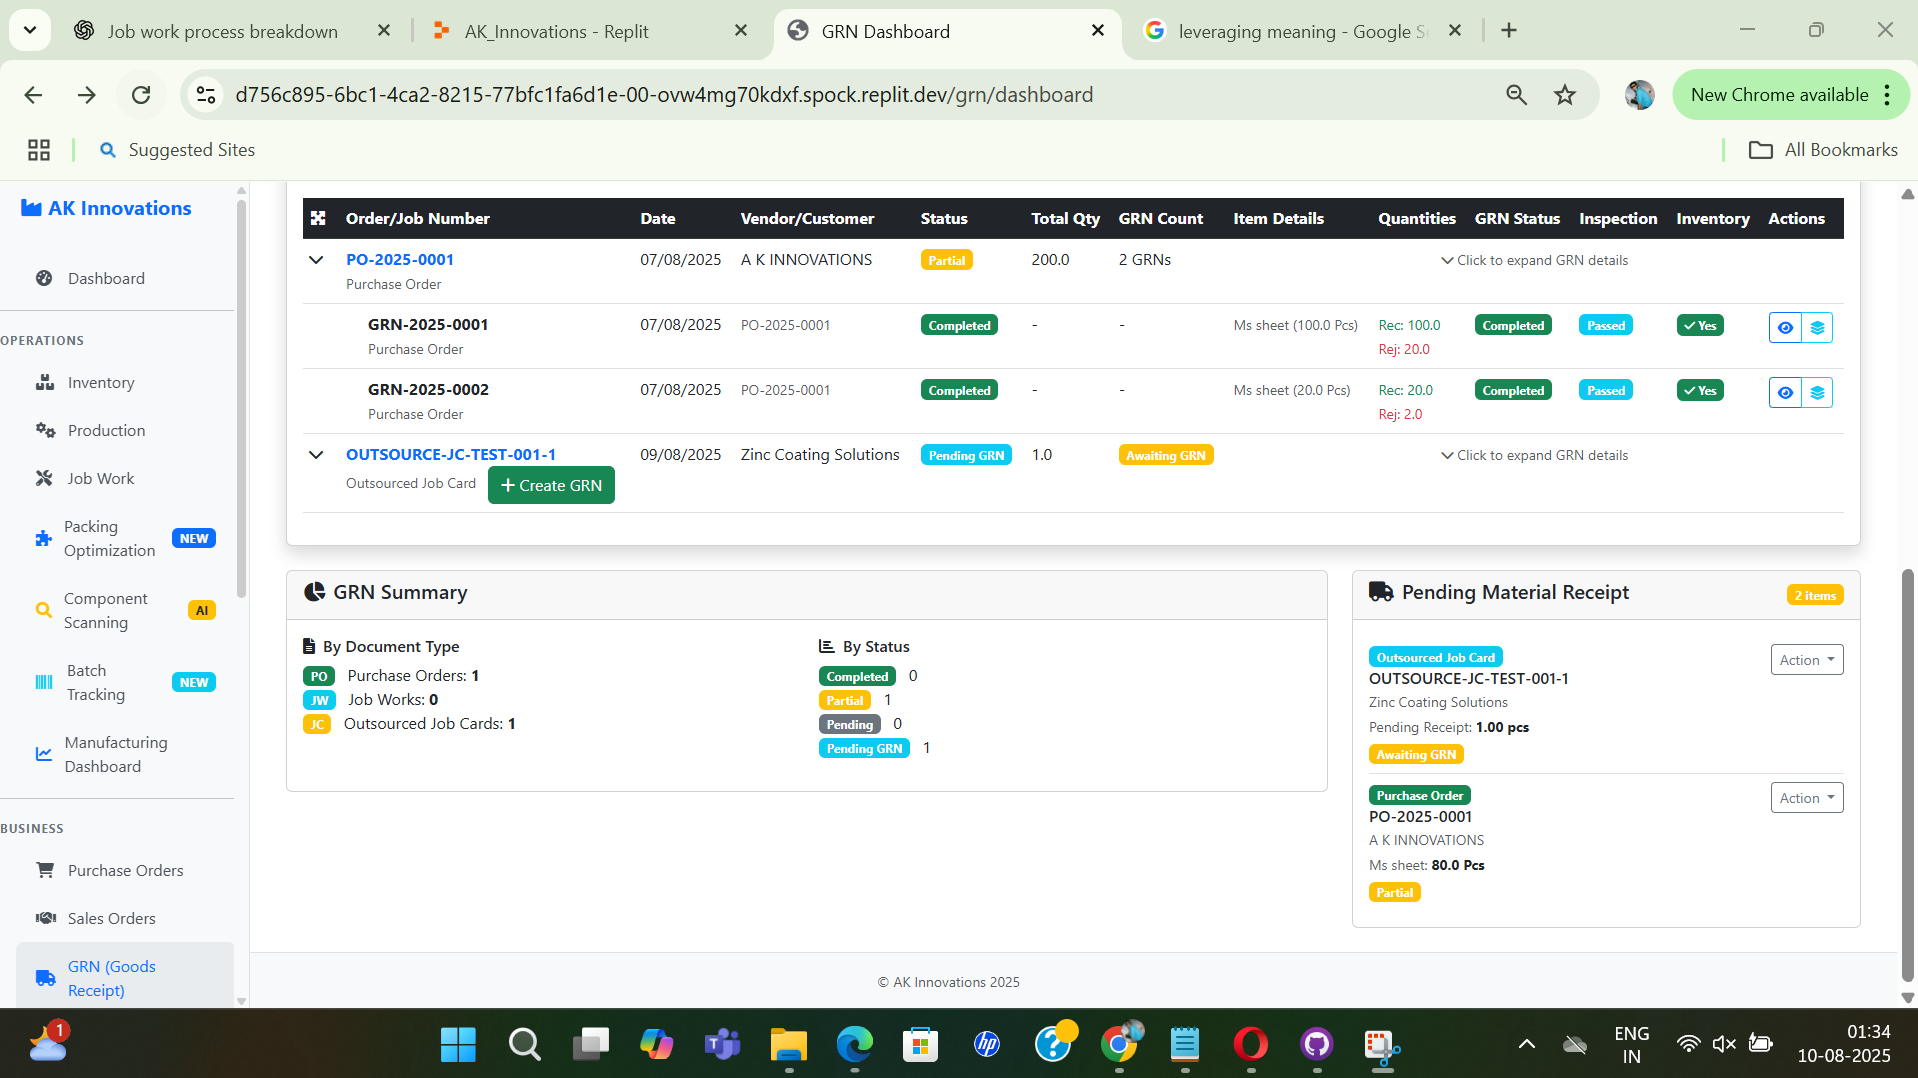 Job work process breakdown
AK_Innovations - Replit
GRN Dashboard
leveraging meaning - Google S
d756c895-6bc1-4ca2-8215-77bfc1fa6d1e-00-ovw4mg70kdxf.spock.replit.dev/grn/dashboard
New Chrome available
Suggested Sites
All Bookmarks
AK Innovations
Dashboard
OPERATIONS
Inventory
Production
Job Work
Packing
Optimization NEW
Component
Scanning AI
Batch
Tracking NEW
Manufacturing
Dashboard
BUSINESS
Purchase Orders
Sales Orders
GRN (Goods
Receipt)
Order/Job Number Date Vendor/Customer Status Total Qty GRN Count Item Details Quantities GRN Status Inspection Inventory Actions
PO-2025-0001 07/08/2025 A K INNOVATIONS Partial 200.0 2 GRNs Click to expand GRN details
Purchase Order
GRN-2025-0001 07/08/2025 PO-2025-0001 Completed - - Ms sheet (100.0 Pcs) Rec: 100.0 Completed Passed Yes
Purchase Order Rej: 20.0
GRN-2025-0002 07/08/2025 PO-2025-0001 Completed - - Ms sheet (20.0 Pcs) Rec: 20.0 Completed Passed Yes
Purchase Order Rej: 2.0
OUTSOURCE-JC-TEST-001-1 09/08/2025 Zinc Coating Solutions Pending GRN 1.0 Awaiting GRN Click to expand GRN details
Outsourced Job Card + Create GRN
GRN Summary
By Document Type
PO Purchase Orders: 1
JW Job Works: 0
JC Outsourced Job Cards: 1
By Status
Completed 0
Partial 1
Pending 0
Pending GRN 1
Pending Material Receipt 2 items
Outsourced Job Card Action
OUTSOURCE-JC-TEST-001-1
Zinc Coating Solutions
Pending Receipt: 1.00 pcs
Awaiting GRN
Purchase Order Action
PO-2025-0001
A K INNOVATIONS
Ms sheet: 80.0 Pcs
Partial
© AK Innovations 2025
1
hp
ENG
IN
01:34
10-08-2025